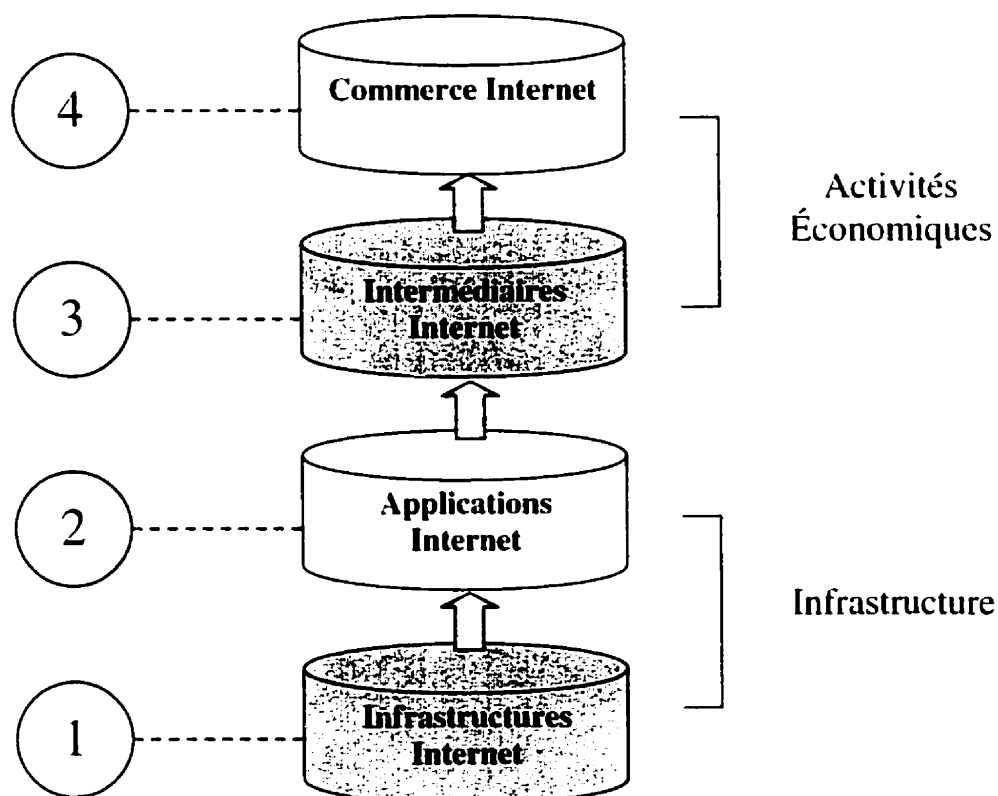 4
Commerce Internet
Activités
Économiques
3
Intermédiaires
Internet
2
Applications
Internet
Infrastructure
1
Infrastructures
Internet